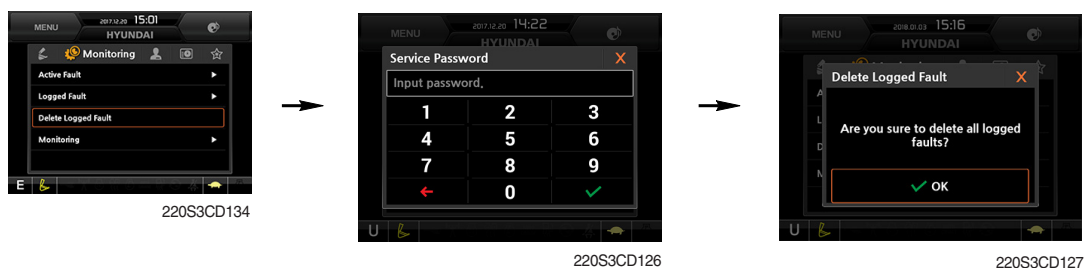 MENU
2017.12.20 15:01
HYUNDAI
Monitoring
Active Fault
Logged Fault
Delete Logged Fault
Monitoring
E
220S3CD134
MENU
2017.12.20 14:22
HYUNDAI
Service Password X
Input password.
1 2 3
4 5 6
7 8 9
0
U
220S3CD126
MENU
2018.01.03 15:16
HYUNDAI
Delete Logged Fault X
A
L
D
M
Are you sure to delete all logged
faults?
OK
U
220S3CD127